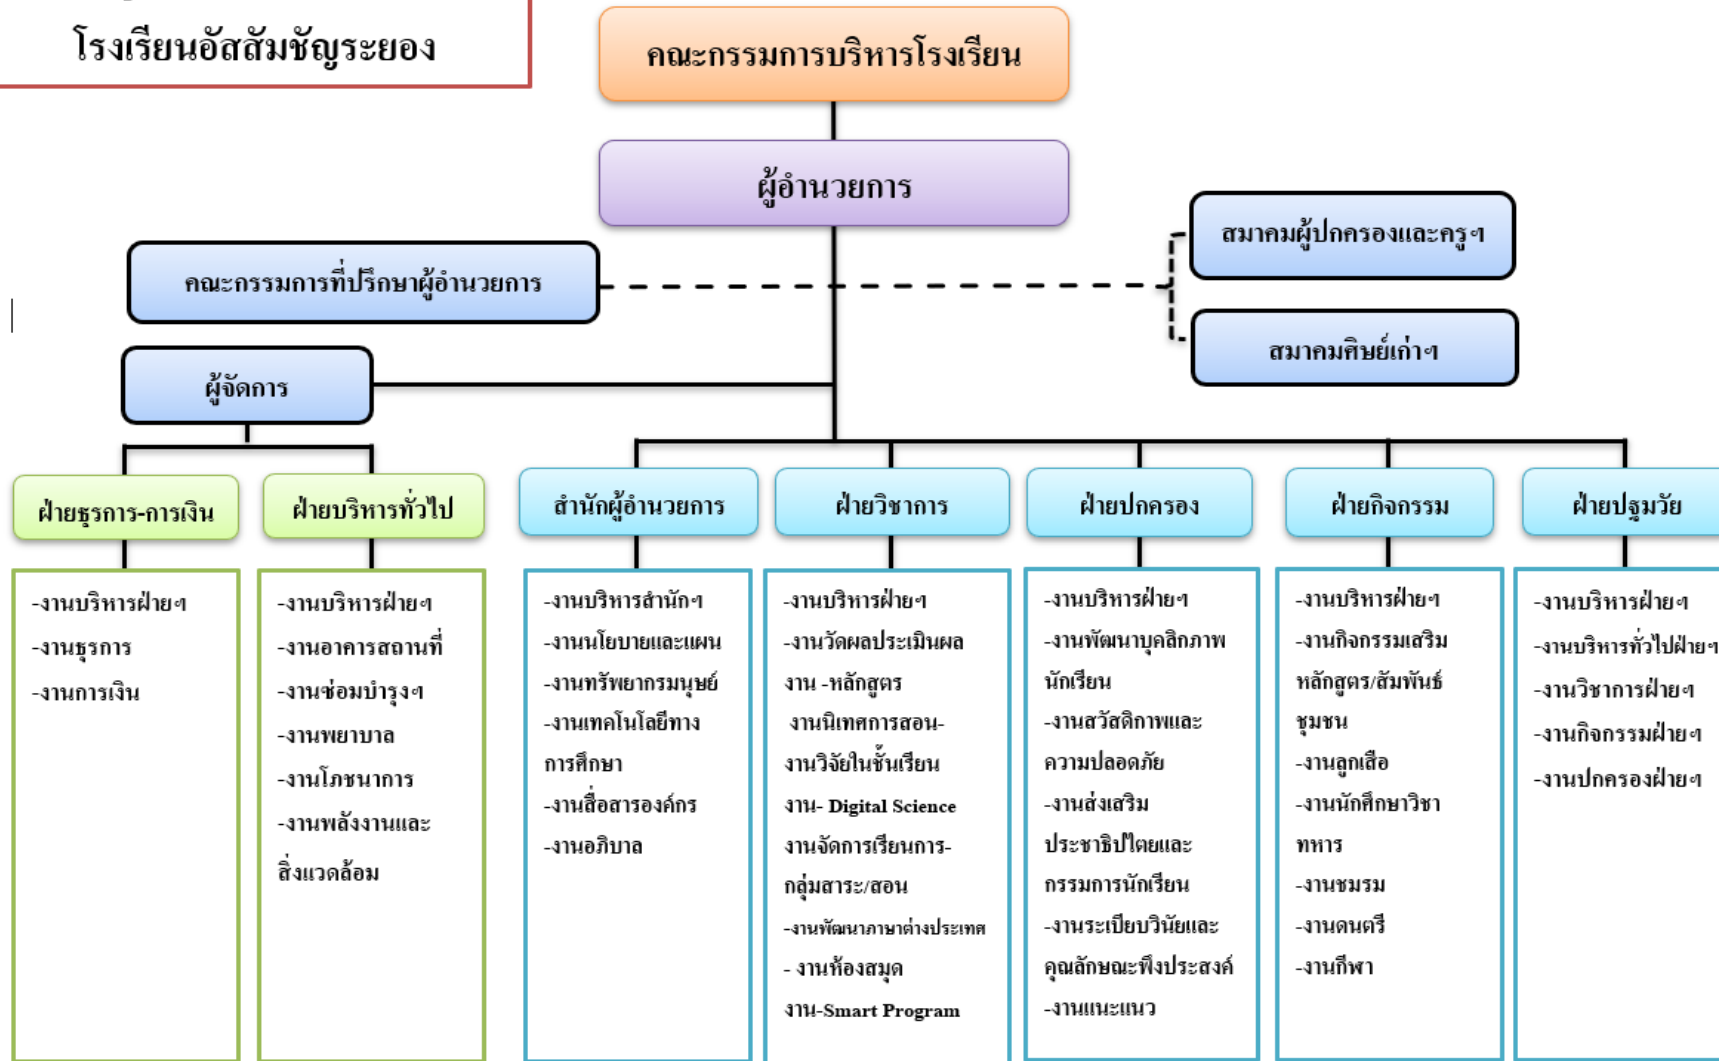 โรงเรียนอัสสัมชัญระยอง
คณะกรรมการบริหารโรงเรียน
ผู้อำนวยการ
สมาคมผู้ปกครองและครูฯ
คณะกรรมการที่ปรึกษาผู้อำนวยการ
สมาคมศิษย์เก่าฯ
ผู้จัดการ
ฝ่ายธุรการ-การเงิน
-งานบริหารฝ่ายฯ
-งานธุรการ
-งานการเงิน
ฝ่ายบริหารทั่วไป
-งานบริหารฝ่ายฯ
-งานอาคารสถานที่
-งานซ่อมบำรุงฯ
-งานพยาบาล
-งานโภชนาการ
-งานพลังงานและ
สิ่งแวดล้อม
สำนักผู้อำนวยการ
-งานบริหารสำนักฯ
-งานนโยบายและแผน
-งานทรัพยากรมนุษย์
-งานเทคโนโลยีทาง
การศึกษา
-งานสื่อสารองค์กร
-งานอภิบาล
ฝ่ายวิชาการ
-งานบริหารฝ่ายฯ
-งานวัดผลประเมินผล
งาน -หลักสูตร
งานนิเทศการสอน-
งานวิจัยในชั้นเรียน
งาน- Digital Science
งานจัดการเรียนการ-
กลุ่มสาระ/สอน
-งานพัฒนาภาษาต่างประเทศ
- งานห้องสมุด
งาน-Smart Program
ฝ่ายปกครอง
-งานบริหารฝ่ายฯ
-งานพัฒนาบุคลิกภาพ
นักเรียน
-งานสวัสดิภาพและ
ความปลอดภัย
-งานส่งเสริม
ประชาธิปไตยและ
กรรมการนักเรียน
-งานระเบียบวินัยและ
คุณลักษณะพึงประสงค์
-งานแนะแนว
ฝ่ายกิจกรรม
-งานบริหารฝ่ายฯ
-งานกิจกรรมเสริม
หลักสูตร/สัมพันธ์
ชุมชน
-งานลูกเสือ
-งานนักศึกษาวิชา
ทหาร
-งานชมรม
-งานดนตรี
-งานกีฬา
ฝ่ายปฐมวัย
-งานบริหารฝ่ายฯ
-งานบริหารทั่วไปฝ่ายฯ
-งานวิชาการฝ่ายฯ
-งานกิจกรรมฝ่ายฯ
-งานปกครองฝ่ายฯ